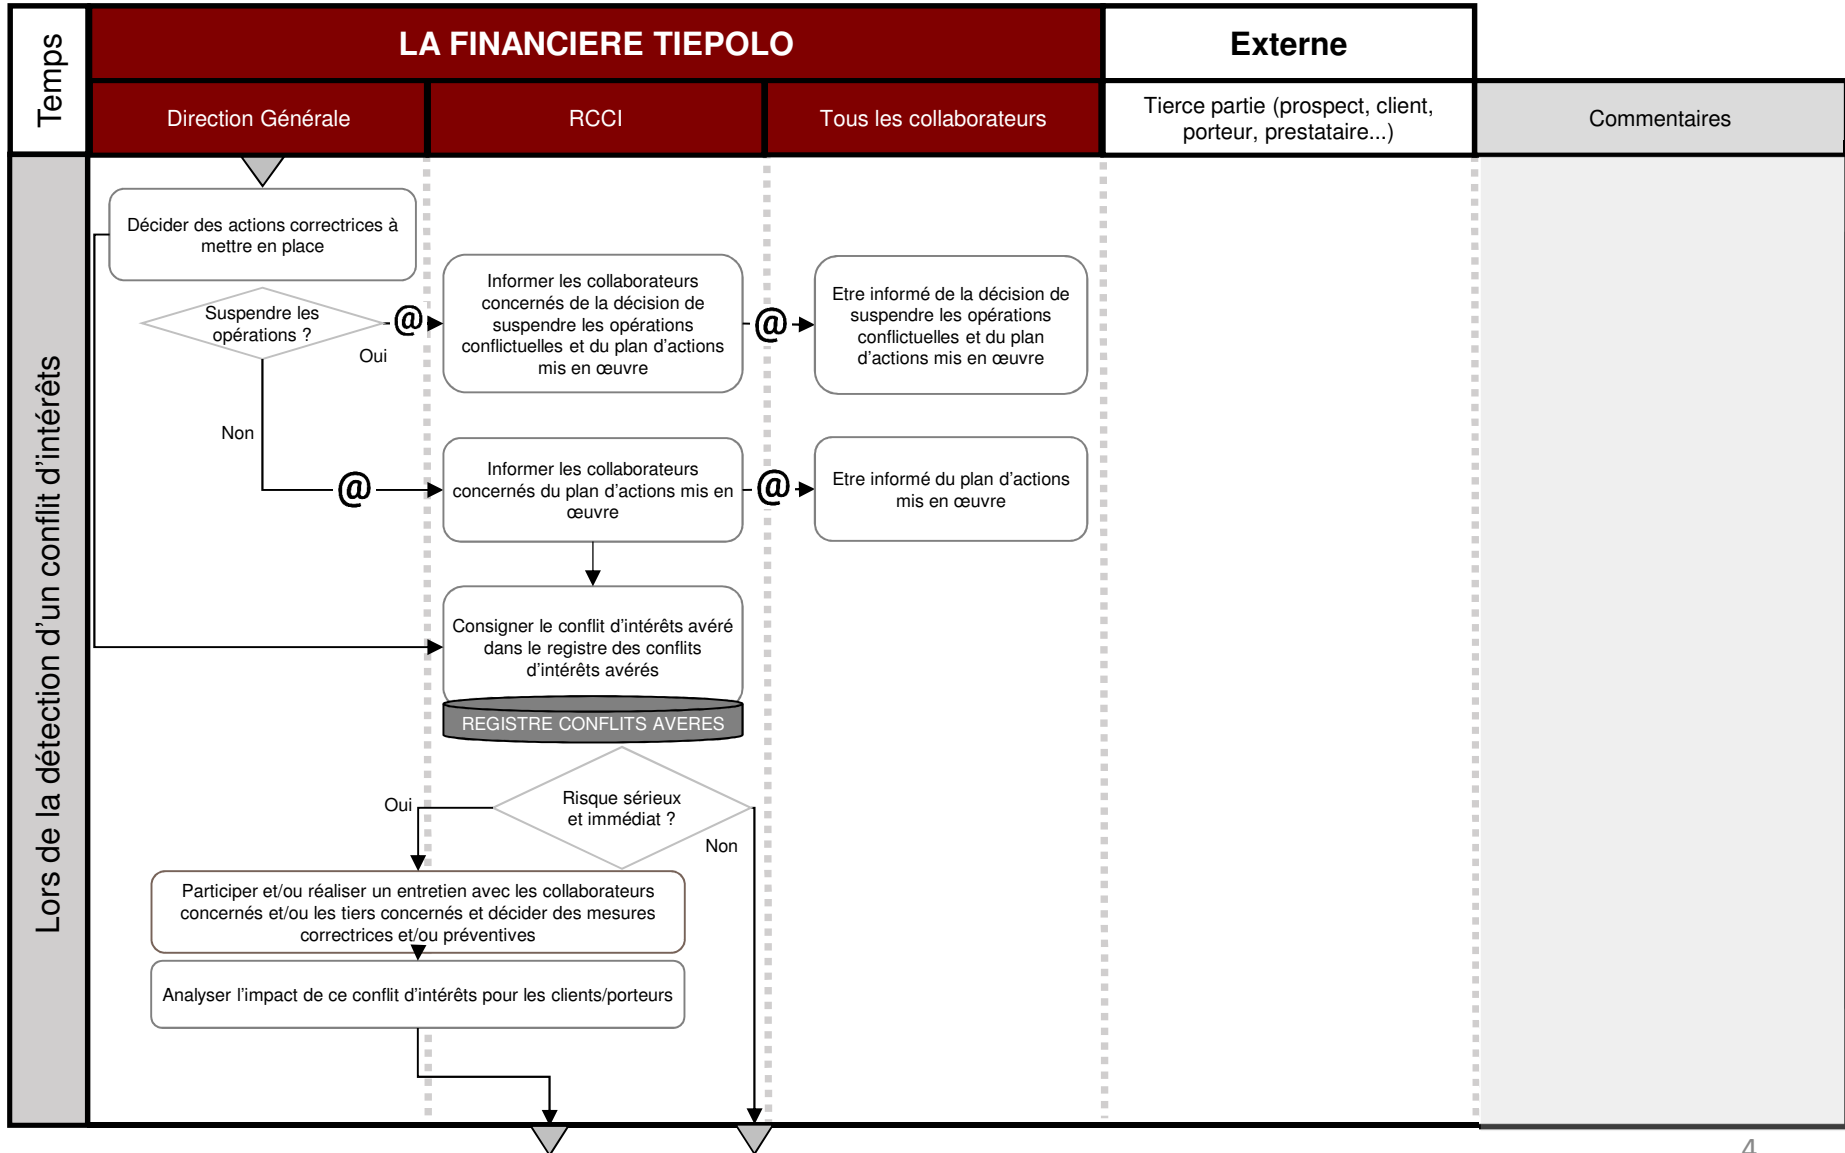 Temps
LA FINANCIERE TIEPOLO
Externe
Direction Générale
RCCI
Tous les collaborateurs
Tierce partie (prospect, client,
porteur, prestataire...)
Commentaires
Lors de la détection d'un conflit d'intérêts
Décider des actions correctrices à
mettre en place
Suspendre les
opérations ?
Oui
@
Informer les collaborateurs
concernés de la décision de
suspendre les opérations
conflictuelles et du plan d'actions
mis en œuvre
@
Etre informé de la décision de
suspendre les opérations
conflictuelles et du plan
d'actions mis en œuvre
Non
@
Informer les collaborateurs
concernés du plan d'actions mis en
œuvre
@
Etre informé du plan d'actions
mis en œuvre
Consigner le conflit d'intérêts avéré
dans le registre des conflits
d'intérêts avérés
REGISTRE CONFLITS AVERES
Risque sérieux
et immédiat ?
Oui
Non
Participer et/ou réaliser un entretien avec les collaborateurs
concernés et/ou les tiers concernés et décider des mesures
correctrices et/ou préventives
Analyser l'impact de ce conflit d'intérêts pour les clients/porteurs
4